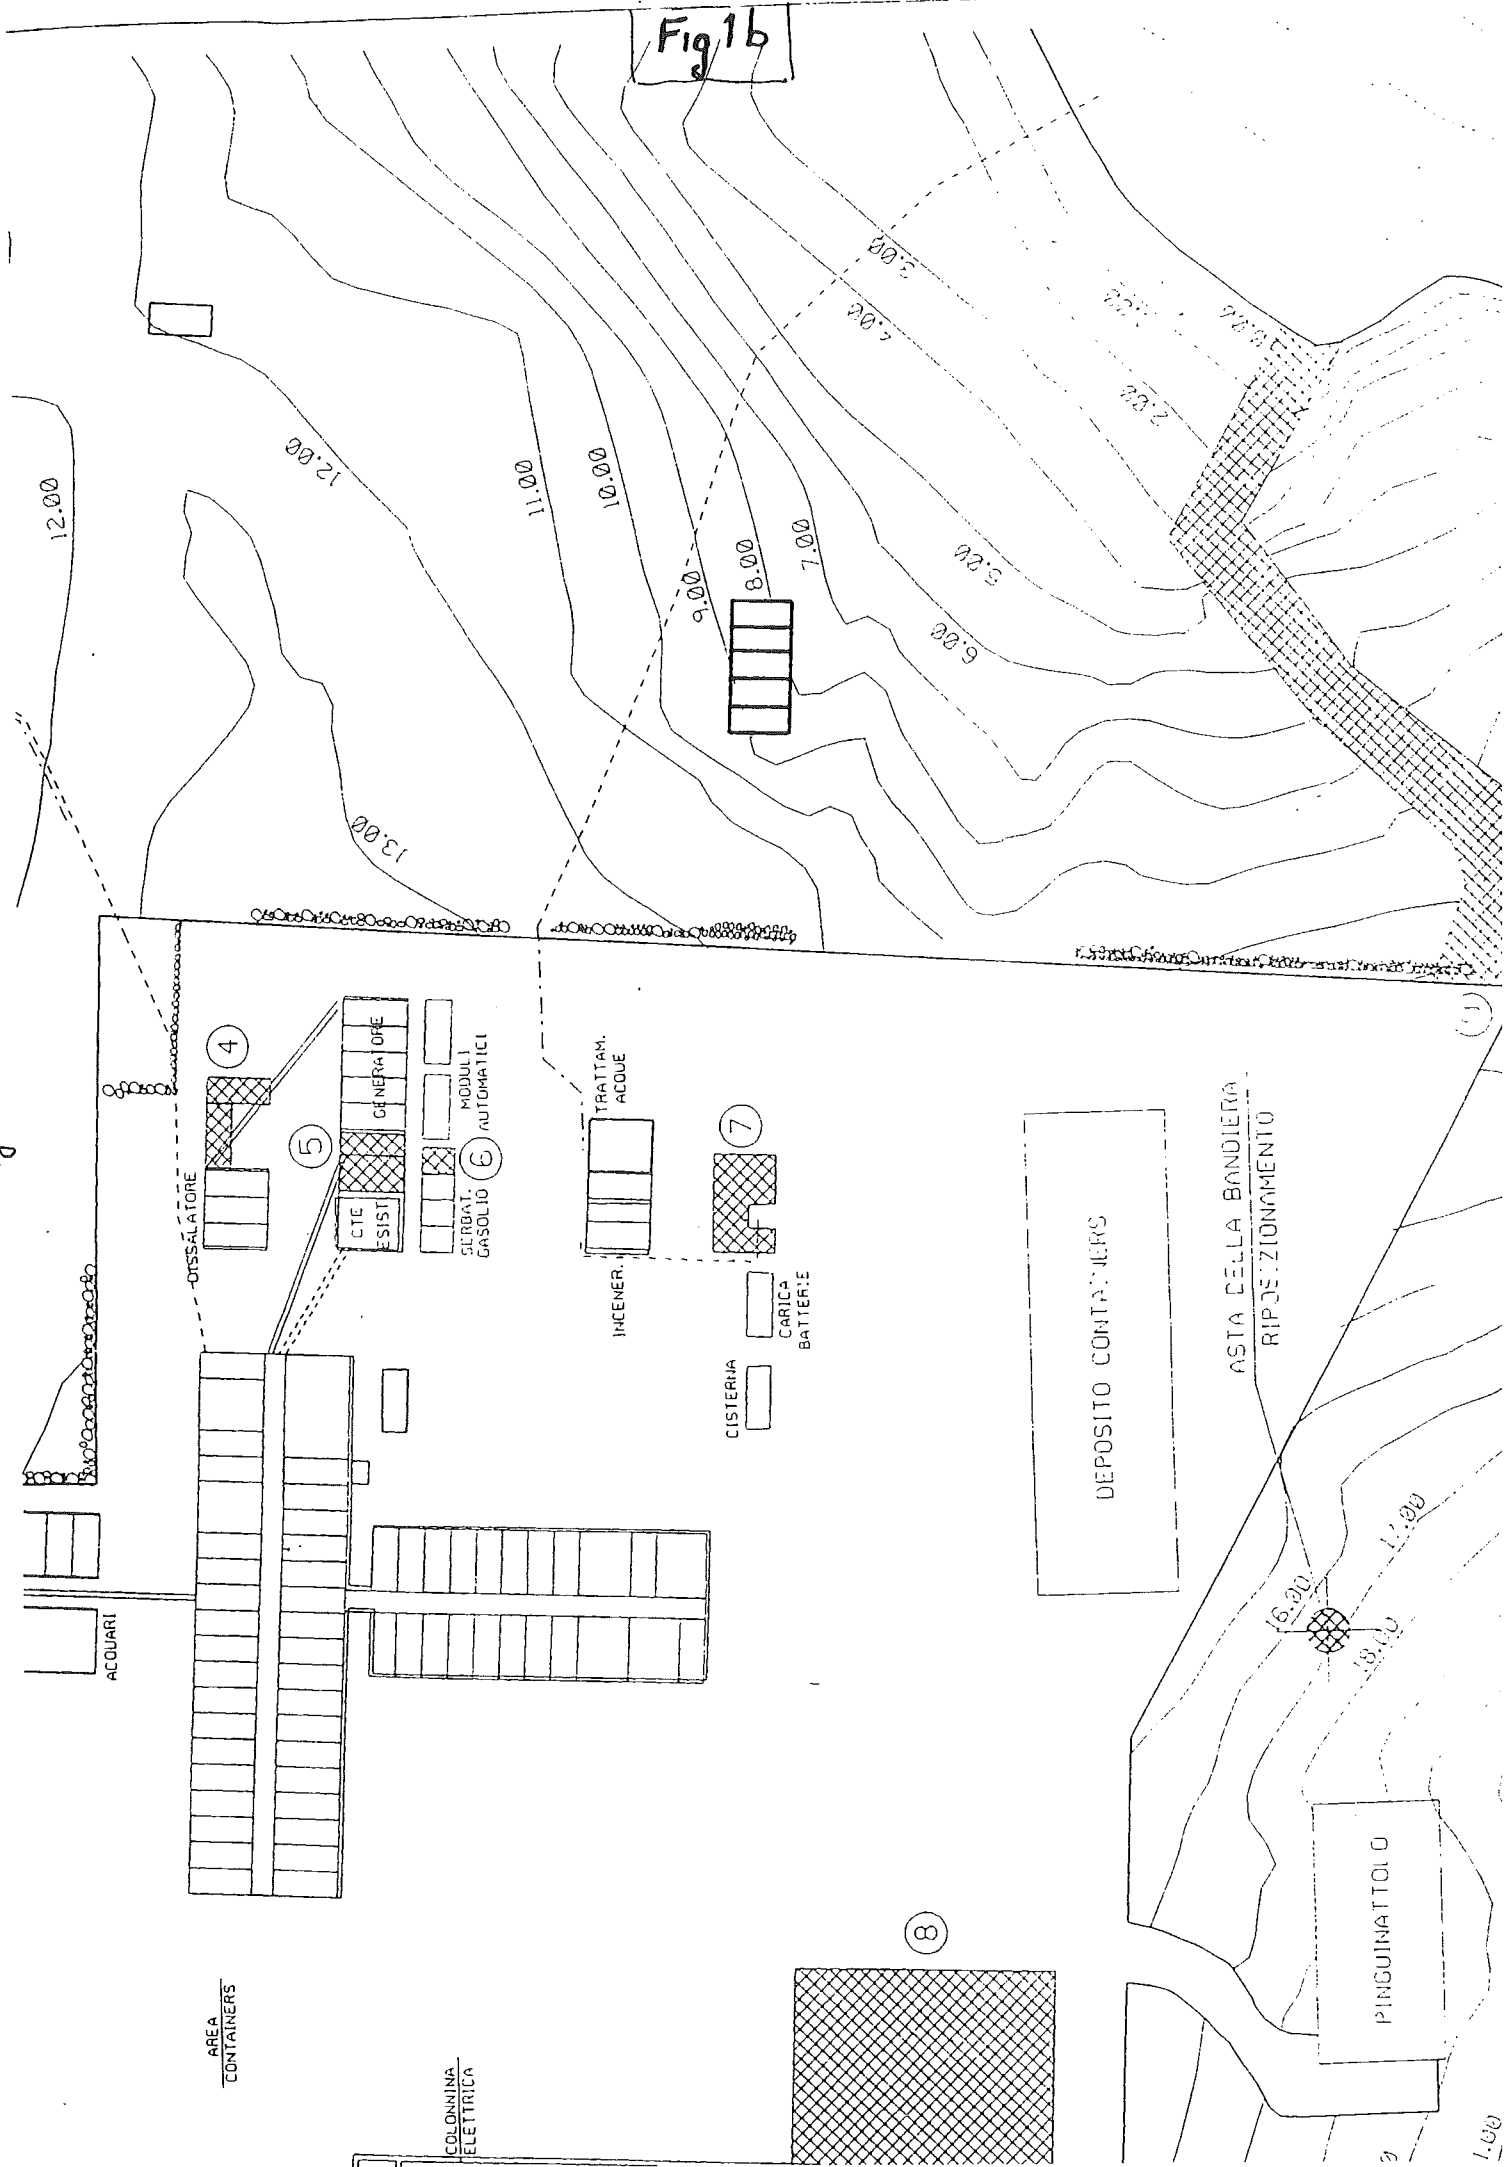 Fig 1b
12.00
12.00
11.00
10.00
9.00
8.00
7.00
6.00
5.00
4.00
3.00
2.00
13.00
4
DISSALATORE
5
GENERATORE
CTE
ESIST
MODULI
AUTOMATICI
6
SERBAT.
GASOLIO
TRATTAM.
ACQUE
INCENER.
7
CARICA
BATTERIE
CISTERNA
DEPOSITO CONTAINERS
ASTA DELLA BANDIERA
RIPOSIZIONAMENTO
ACQUARI
16.00
17.00
18.00
PINGUINATTOLO
8
AREA
CONTAINERS
COLONNINA
ELETTRICA